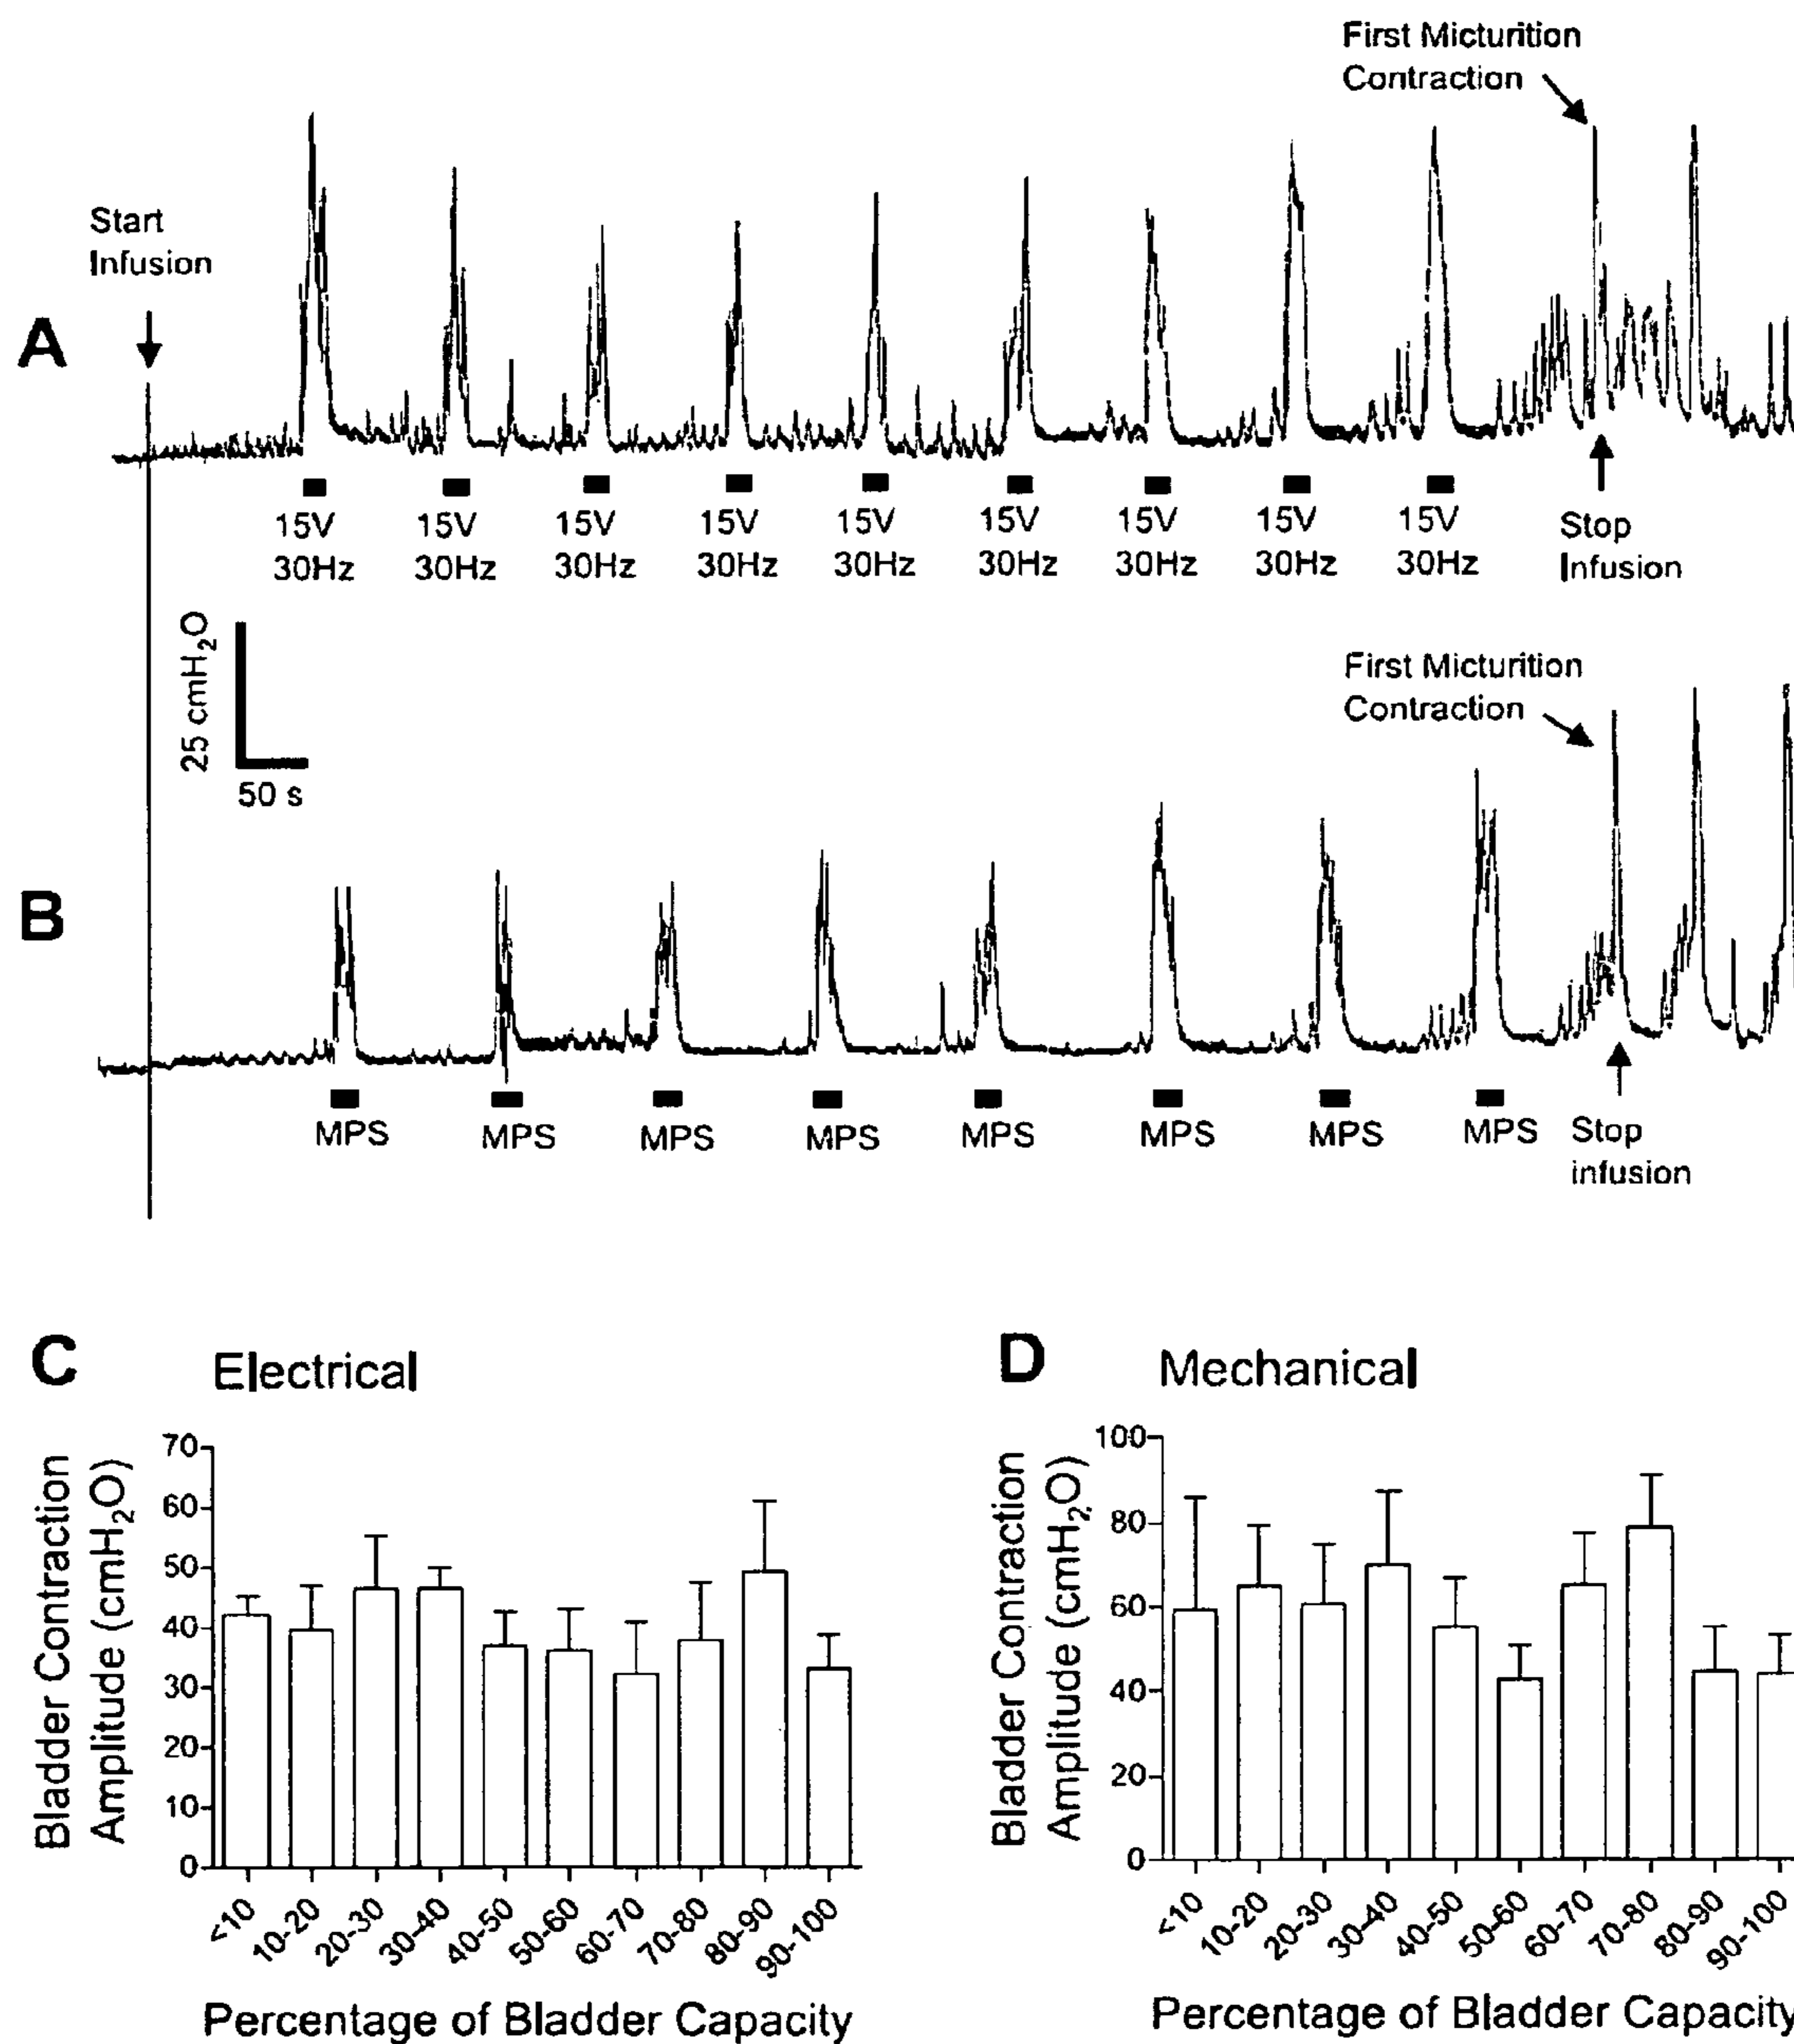 First Micturition
Contraction
Start
Infusion
A
15V 15V 15V 15V 15V 15V 15V 15V 15V
30Hz 30Hz 30Hz 30Hz 30Hz 30Hz 30Hz 30Hz 30Hz
Stop
Infusion
25 cmH₂O
50 s
First Micturition
Contraction
B
MPS MPS MPS MPS MPS MPS MPS MPS
Stop
infusion
C Electrical
Bladder Contraction
Amplitude (cmH₂O)
70
60
50
40
30
20
10
0
<10 10-20 20-30 30-40 40-50 50-60 60-70 70-80 80-90 90-100
Percentage of Bladder Capacity
D Mechanical
Bladder Contraction
Amplitude (cmH₂O)
100
80
60
40
20
0
<10 10-20 20-30 30-40 40-50 50-60 60-70 70-80 80-90 90-100
Percentage of Bladder Capacity